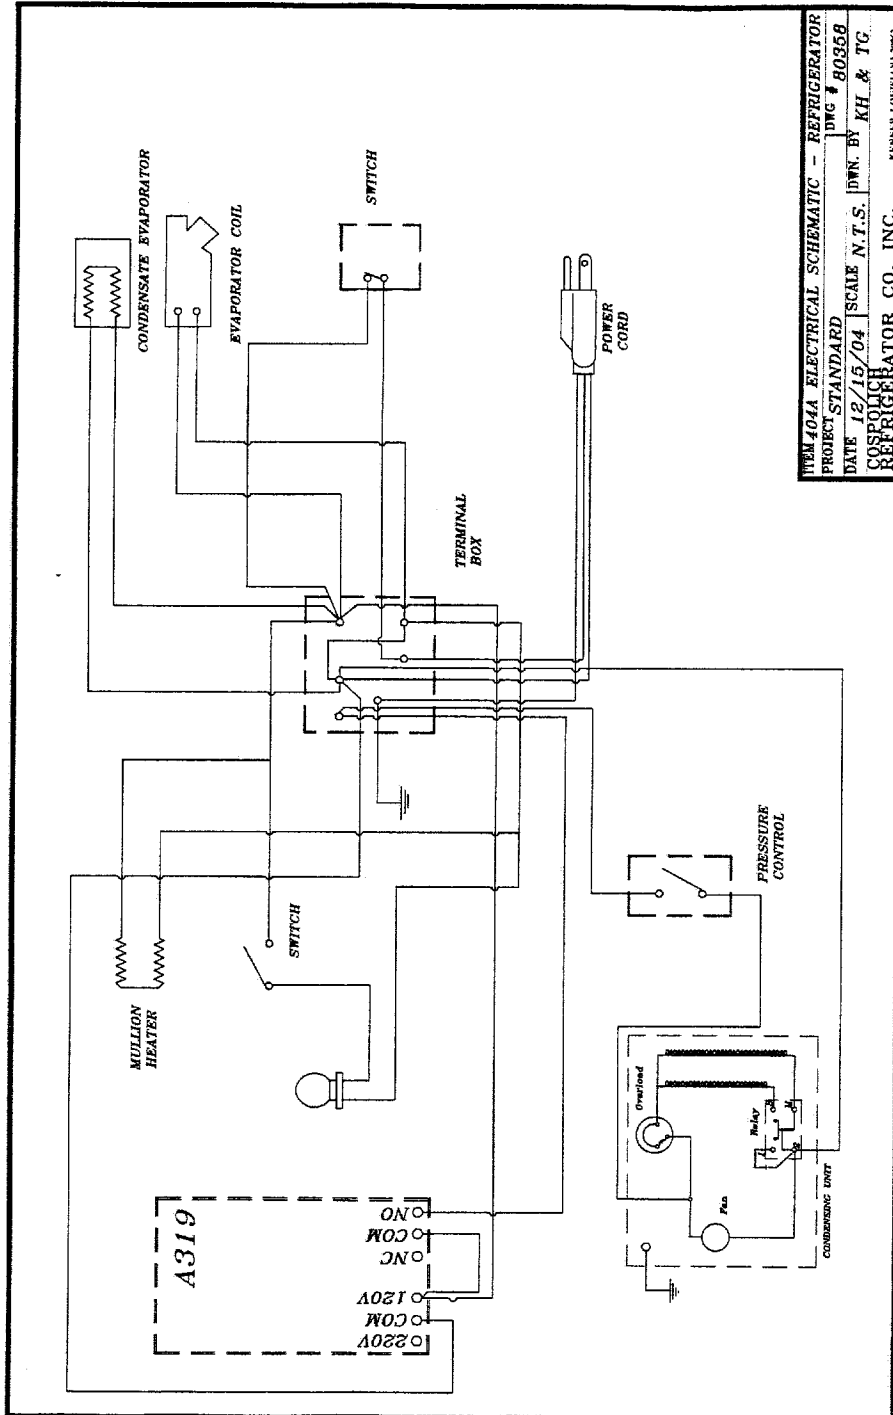 CONDENSATE EVAPORATOR
EVAPORATOR COIL
SWITCH
POWER
CORD
TERMINAL
BOX
MULLION
HEATER
SWITCH
PRESSURE
CONTROL
A319
NO
COM
NC
120V
COM
220V
Overload
Relay
Fan
CONDENSING UNIT
ITEM 404A ELECTRICAL SCHEMATIC - REFRIGERATOR
PROJECT STANDARD DWG # 80358
DATE 12/15/04 SCALE N.T.S. DWN. BY KH & TG
COSPOLICH
REFRIGERATOR CO. INC.